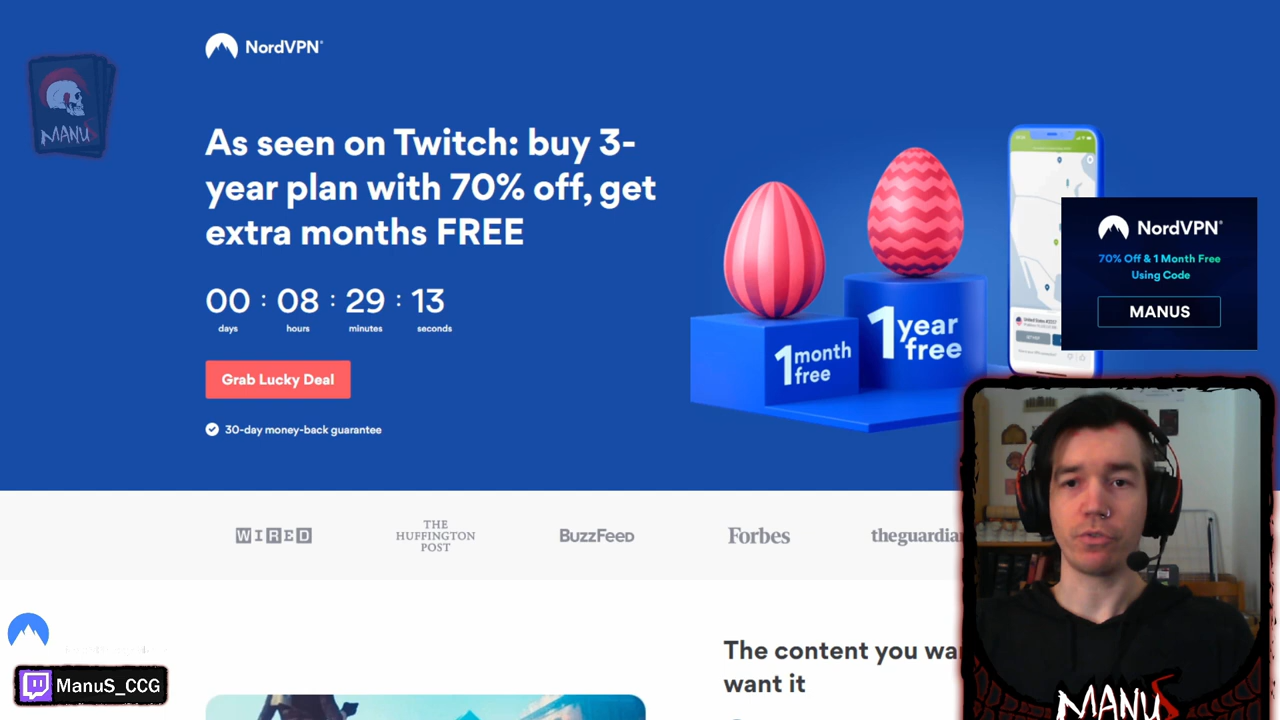 NordVPN®
MANUS
As seen on Twitch: buy 3-
year plan with 70% off, get
extra months FREE
00 : 08 : 29 : 13
days hours minutes seconds
Grab Lucky Deal
30-day money-back guarantee
1 month
free
1 year
free
NordVPN®
70% Off & 1 Month Free
Using Code
MANUS
WIRED
THE
HUFFINGTON
POST
BuzzFeed
Forbes
theguardian
The content you wa
want it
ManuS_CCG
MANUS